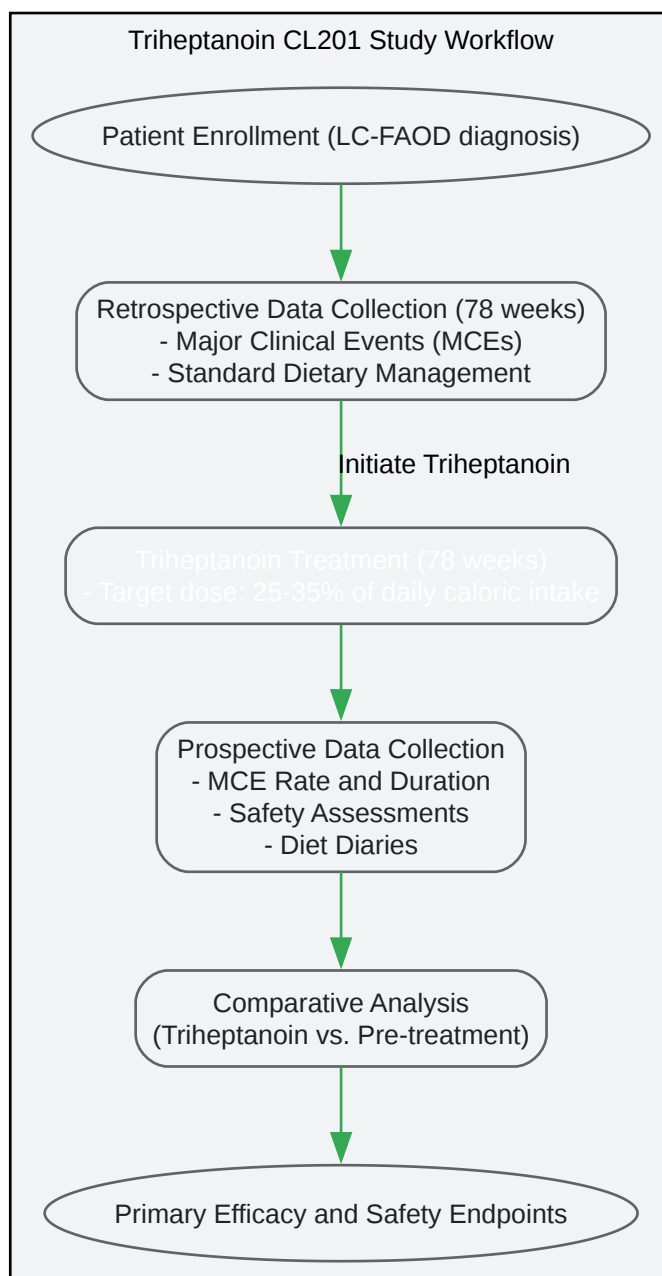 Triheptanoin CL201 Study Workflow
Patient Enrollment (LC-FAOD diagnosis)
Retrospective Data Collection (78 weeks)
- Major Clinical Events (MCEs)
- Standard Dietary Management
Initiate Triheptanoin
Triheptanoin Treatment (78 weeks)
- Target dose: 25-35% of daily caloric intake
Prospective Data Collection
- MCE Rate and Duration
- Safety Assessments
- Diet Diaries
Comparative Analysis
(Triheptanoin vs. Pre-treatment)
Primary Efficacy and Safety Endpoints